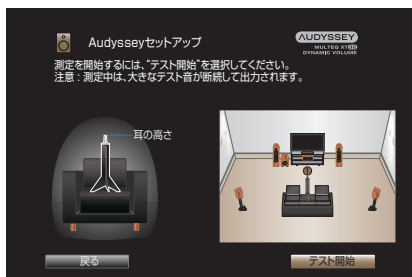 Audysseyセットアップ
AUDYSSEY
MULTEQ XT32
DYNAMIC VOLUME
測定を開始するには、“テスト開始”を選択してください。
注意：測定中は、大きなテスト音が断続して出力されます。
耳の高さ
戻る
テスト開始